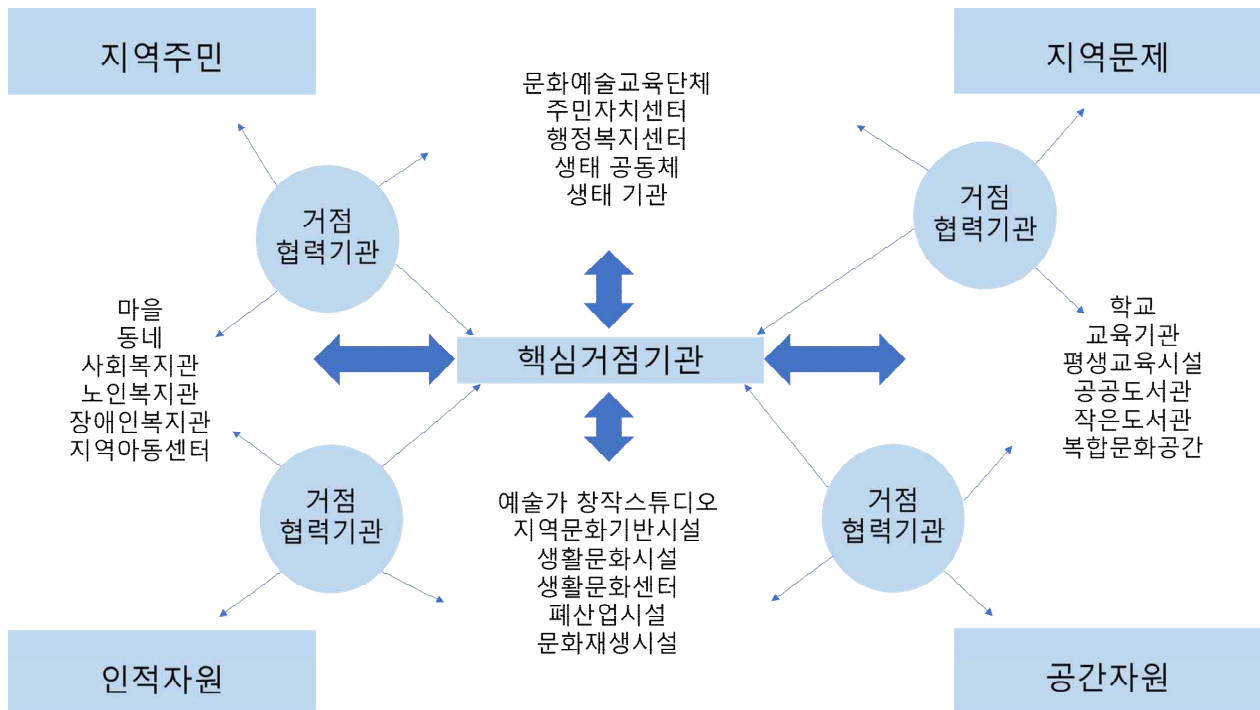 지역주민
지역문제
문화예술교육단체
주민자치센터
행정복지센터
생태 공동체
생태 기관
거점
협력기관
거점
협력기관
마을
동네
사회복지관
노인복지관
장애인복지관
지역아동센터
핵심거점기관
학교
교육기관
평생교육시설
공공도서관
작은도서관
복합문화공간
거점
협력기관
예술가 창작스튜디오
지역문화기반시설
생활문화시설
생활문화센터
폐산업시설
문화재생시설
거점
협력기관
인적자원
공간자원